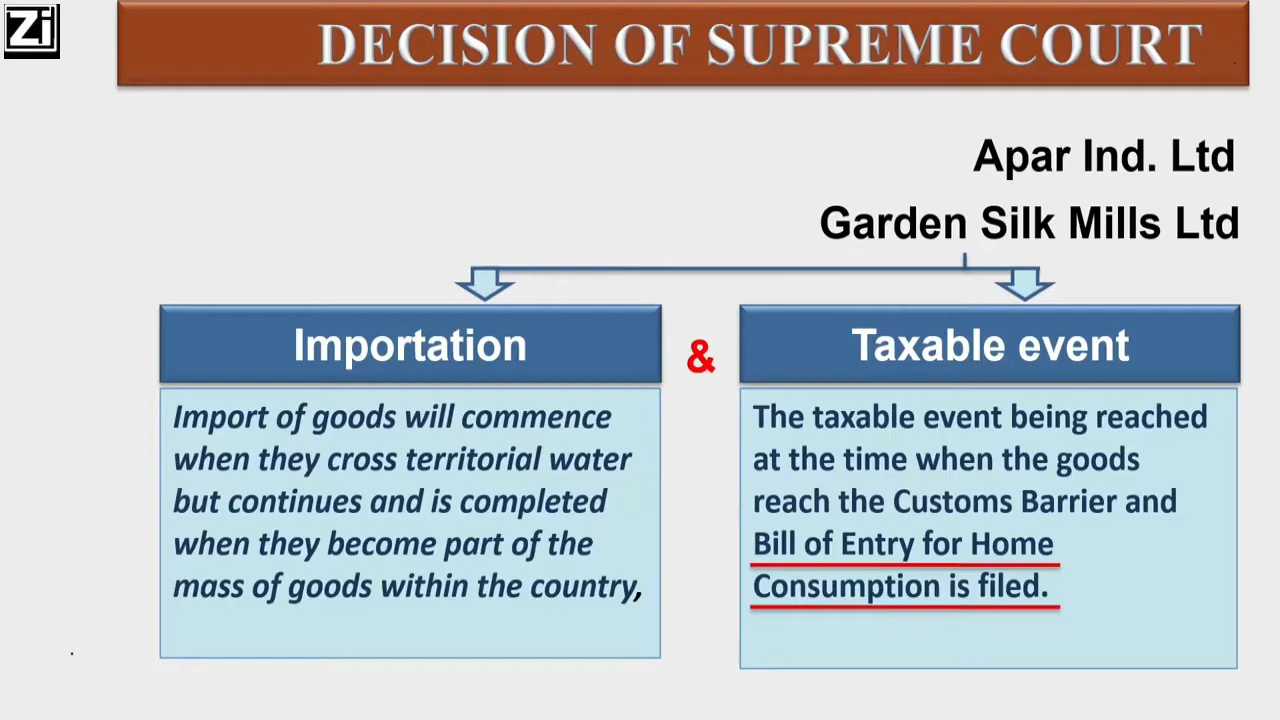 Zi
DECISION OF SUPREME COURT
Apar Ind. Ltd
Garden Silk Mills Ltd
Importation
Import of goods will commence
when they cross territorial water
but continues and is completed
when they become part of the
mass of goods within the country,
&
Taxable event
The taxable event being reached
at the time when the goods
reach the Customs Barrier and
Bill of Entry for Home
Consumption is filed.